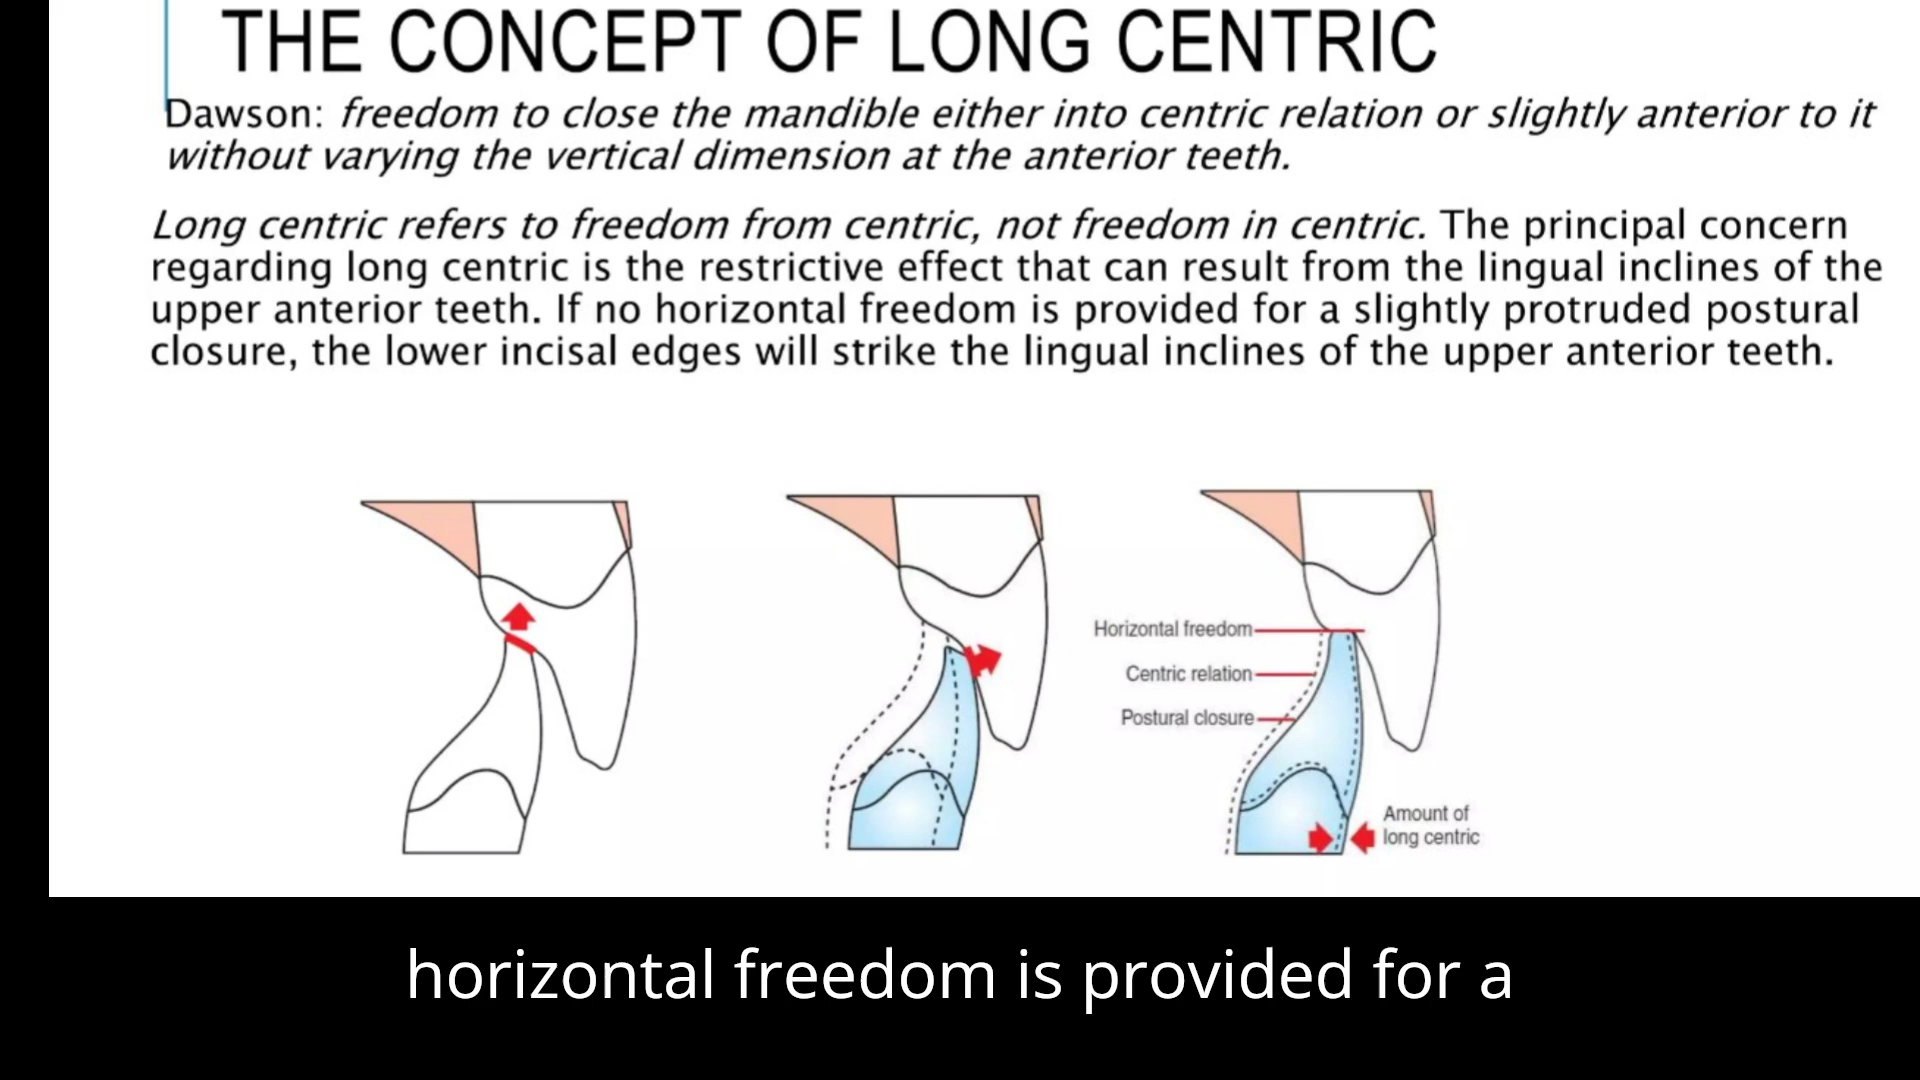 THE CONCEPT OF LONG CENTRIC
Dawson: freedom to close the mandible either into centric relation or slightly anterior to it
without varying the vertical dimension at the anterior teeth.
Long centric refers to freedom from centric, not freedom in centric. The principal concern
regarding long centric is the restrictive effect that can result from the lingual inclines of the
upper anterior teeth. If no horizontal freedom is provided for a slightly protruded postural
closure, the lower incisal edges will strike the lingual inclines of the upper anterior teeth.
Horizontal freedom
Centric relation
Postural closure
Amount of
long centric
horizontal freedom is provided for a